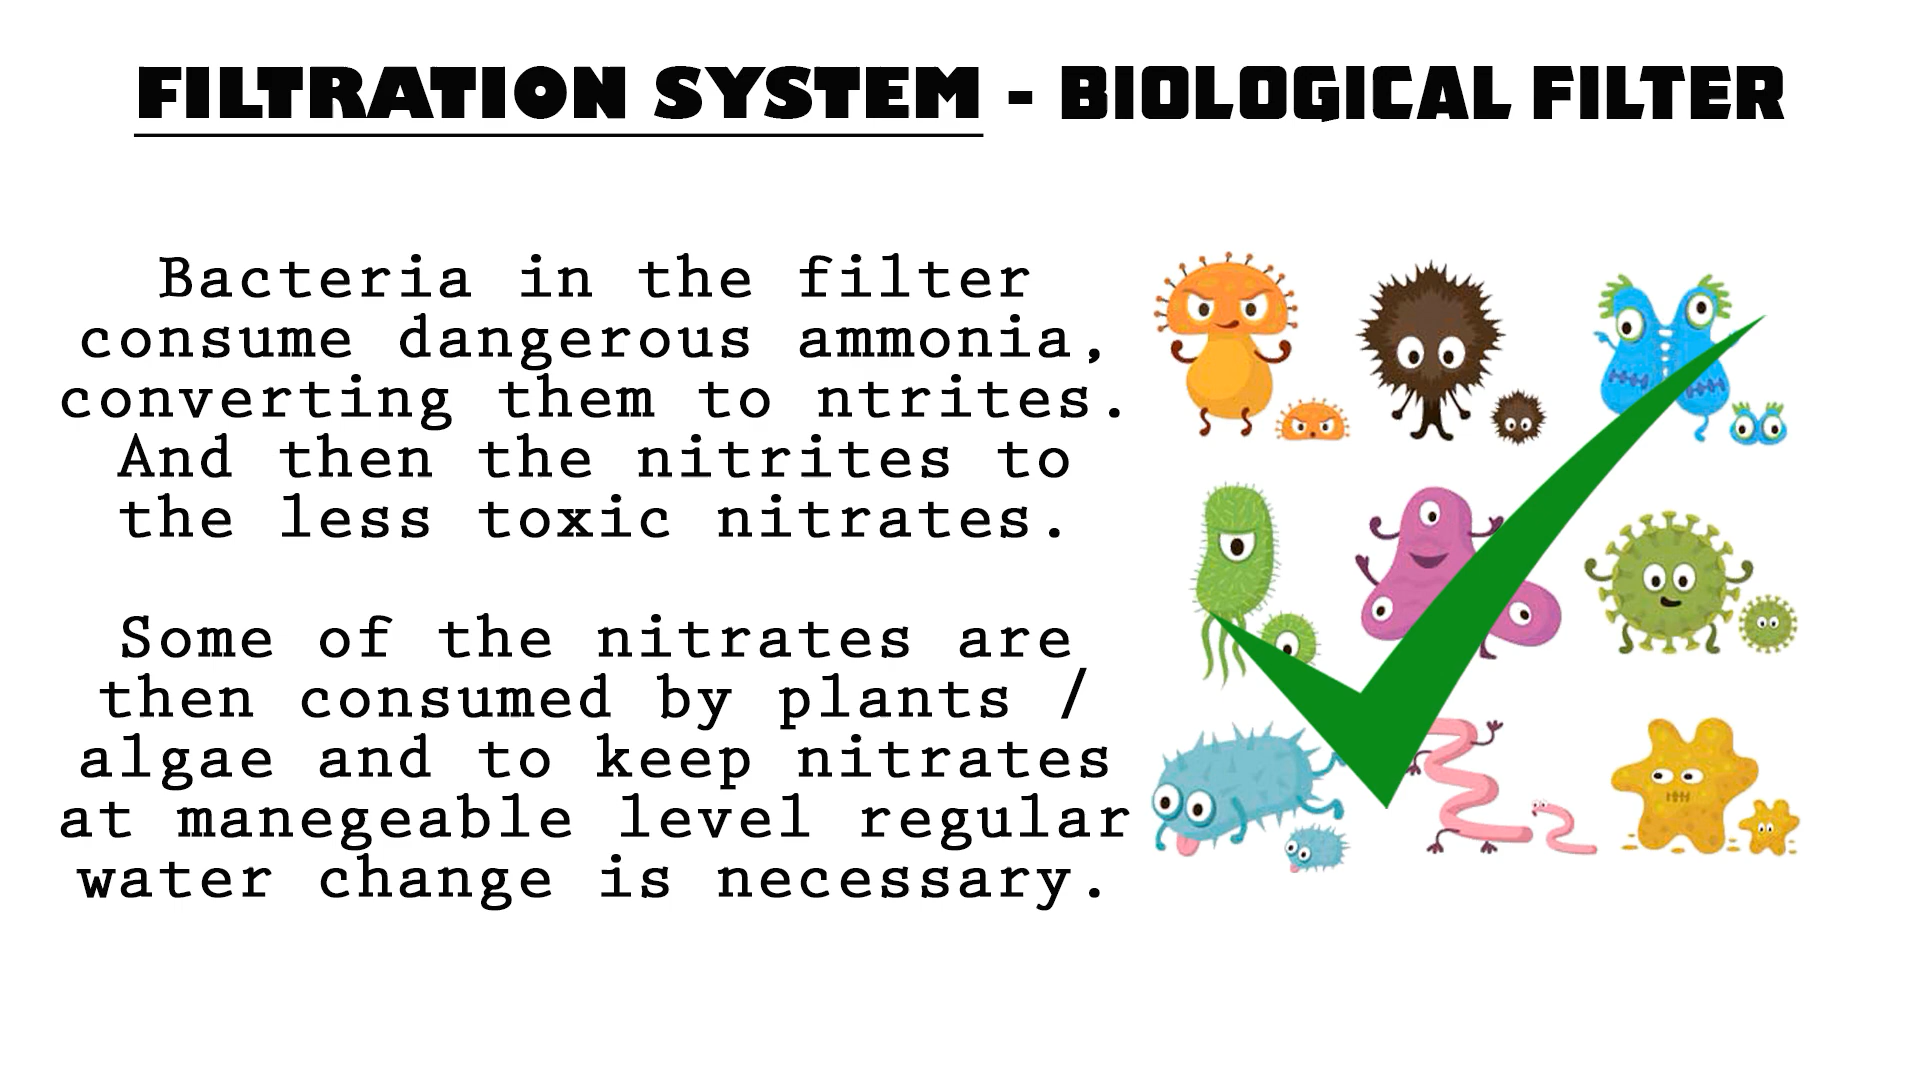 FILTRATION SYSTEM - BIOLOGICAL FILTER
Bacteria in the filter
consume dangerous ammonia,
converting them to ntrites.
And then the nitrites to
the less toxic nitrates.
Some of the nitrates are
then consumed by plants /
algae and to keep nitrates
at manegeable level regular
water change is necessary.